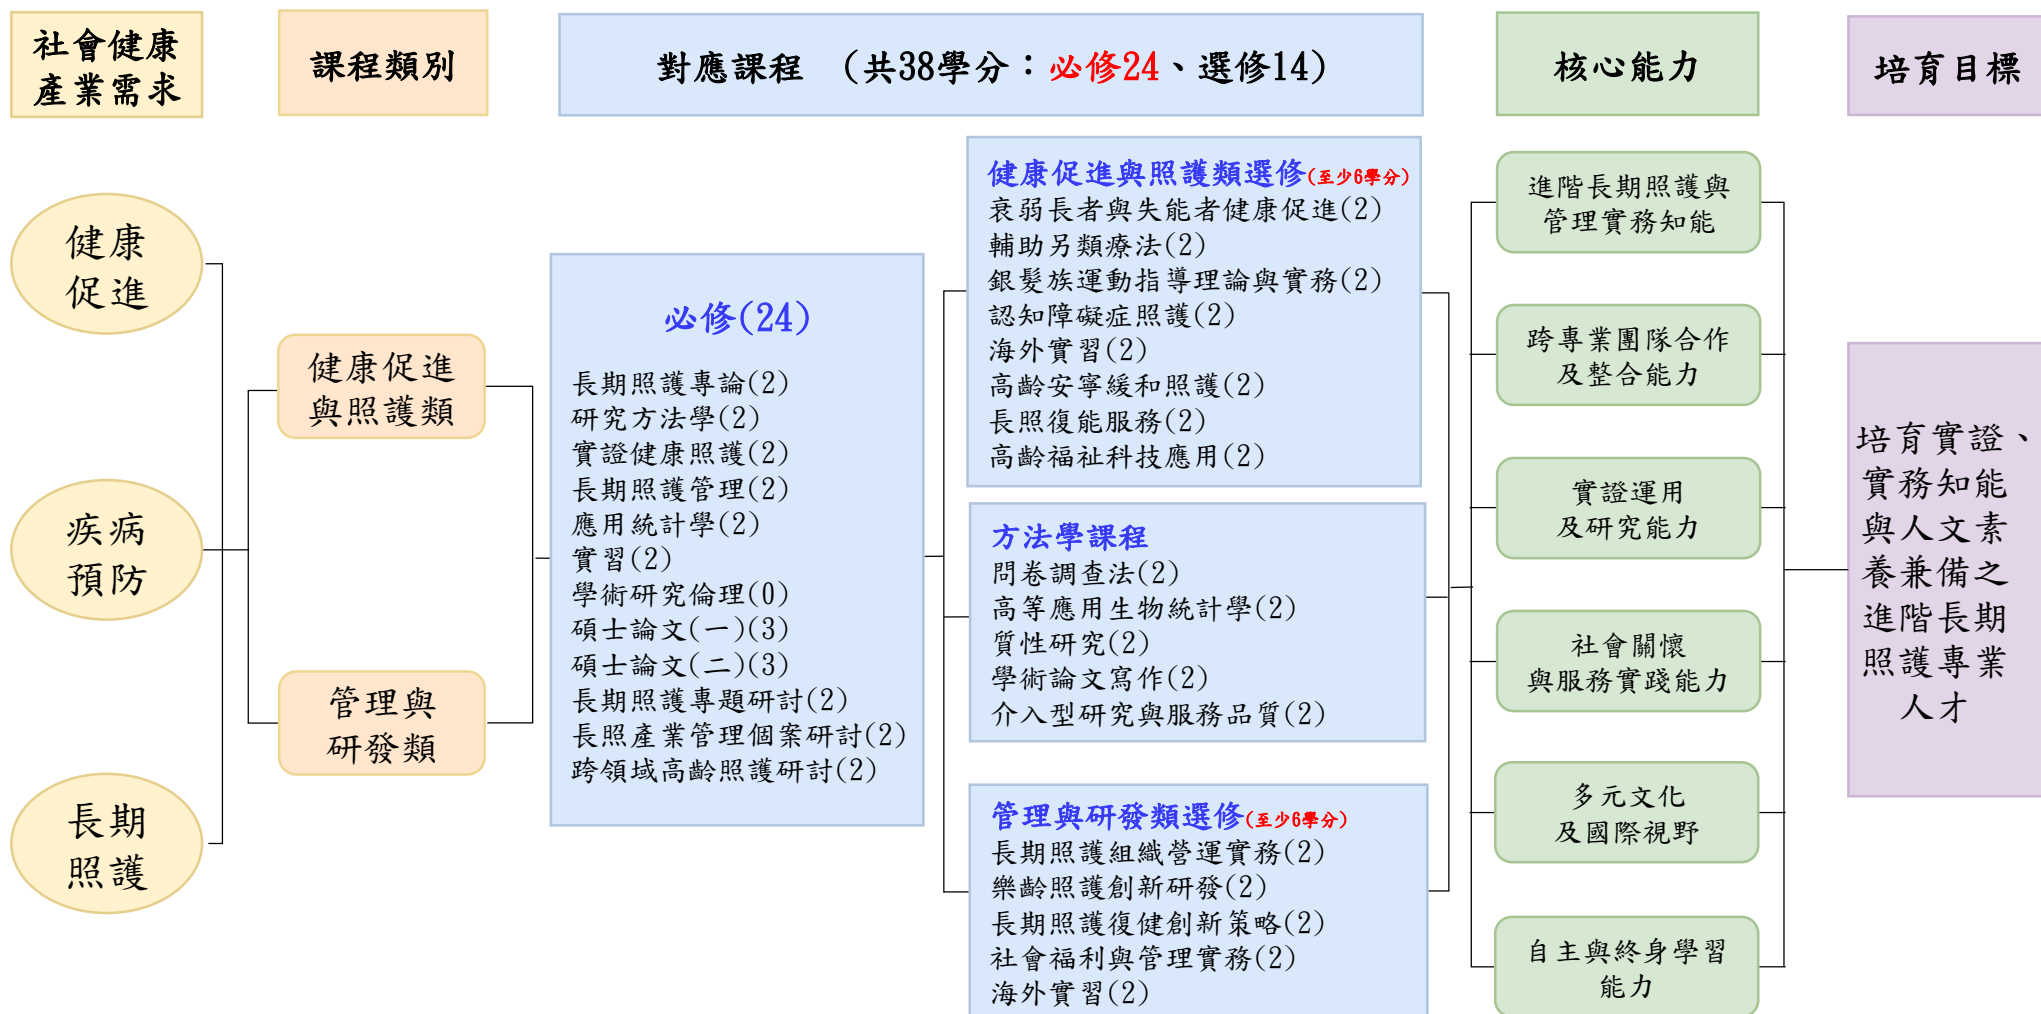 社會健康
產業需求
課程類別
對應課程 （共38學分：必修24、選修14）
核心能力
培育目標
健康
促進
疾病
預防
長期
照護
健康促進
與照護類
管理與
研發類
必修(24)
長期照護專論(2)
研究方法學(2)
實證健康照護(2)
長期照護管理(2)
應用統計學(2)
實習(2)
學術研究倫理(0)
碩士論文(一)(3)
碩士論文(二)(3)
長期照護專題研討(2)
長照產業管理個案研討(2)
跨領域高齡照護研討(2)
健康促進與照護類選修(至少6學分)
衰弱長者與失能者健康促進(2)
輔助另類療法(2)
銀髮族運動指導理論與實務(2)
認知障礙症照護(2)
海外實習(2)
高齡安寧緩和照護(2)
長照復能服務(2)
高齡福祉科技應用(2)
方法學課程
問卷調查法(2)
高等應用生物統計學(2)
質性研究(2)
學術論文寫作(2)
介入型研究與服務品質(2)
管理與研發類選修(至少6學分)
長期照護組織營運實務(2)
樂齡照護創新研發(2)
長期照護復健創新策略(2)
社會福利與管理實務(2)
海外實習(2)
進階長期照護與
管理實務知能
跨專業團隊合作
及整合能力
實證運用
及研究能力
社會關懷
與服務實踐能力
多元文化
及國際視野
自主與終身學習
能力
培育實證、
實務知能
與人文素
養兼備之
進階長期
照護專業
人才